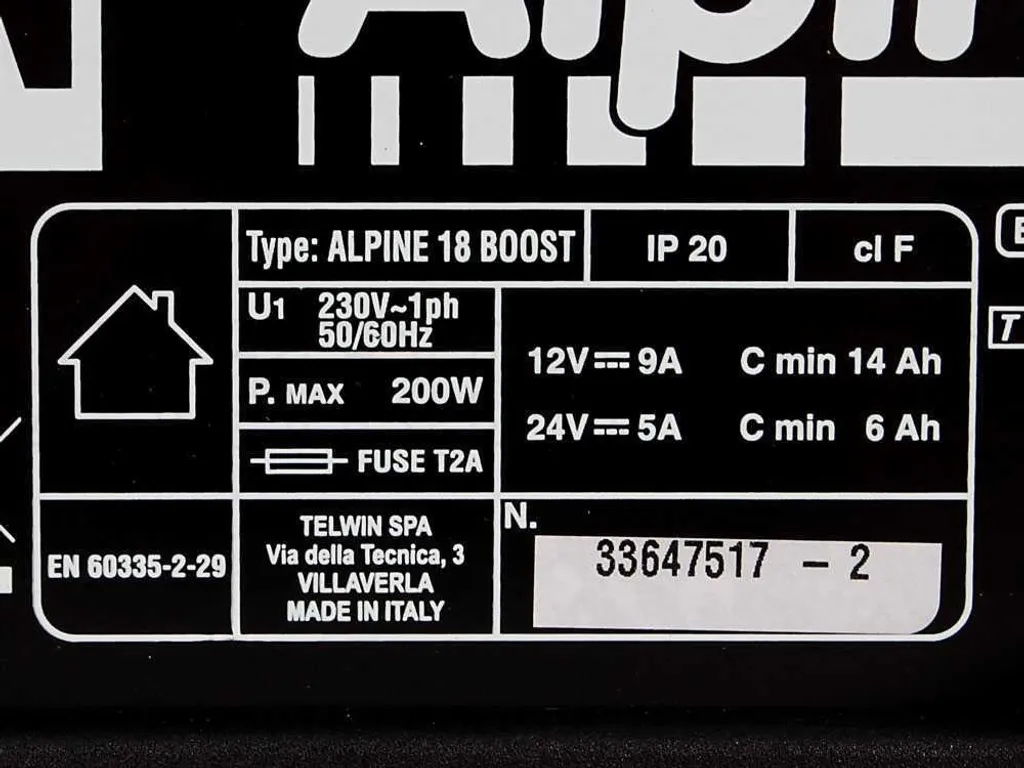 Type: ALPINE 18 BOOST
IP 20
cl F
U1 230V~1ph
50/60Hz
P. MAX 200W
FUSE T2A
12V⎓9A C min 14 Ah
24V⎓5A C min 6 Ah
EN 60335-2-29
TELWIN SPA
Via della Tecnica, 3
VILLAVERLA
MADE IN ITALY
N.
33647517 - 2